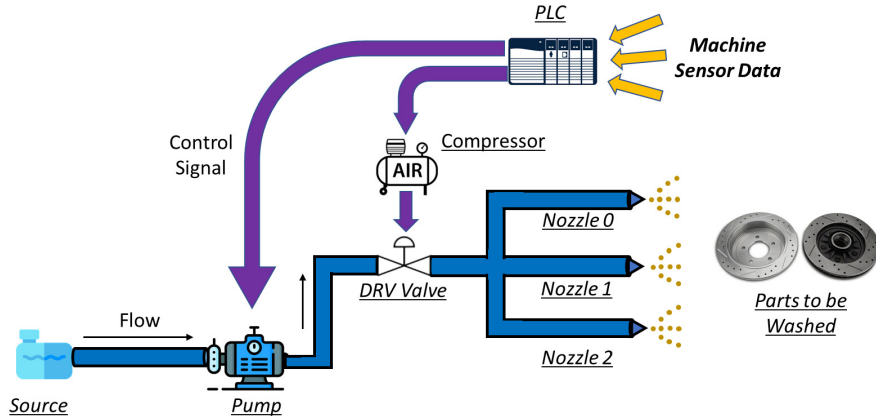 PLC
Machine
Sensor Data
Control
Signal
Compressor
AIR
Nozzle 0
Flow
DRV Valve
Nozzle 1
Parts to be
Washed
Nozzle 2
Source
Pump